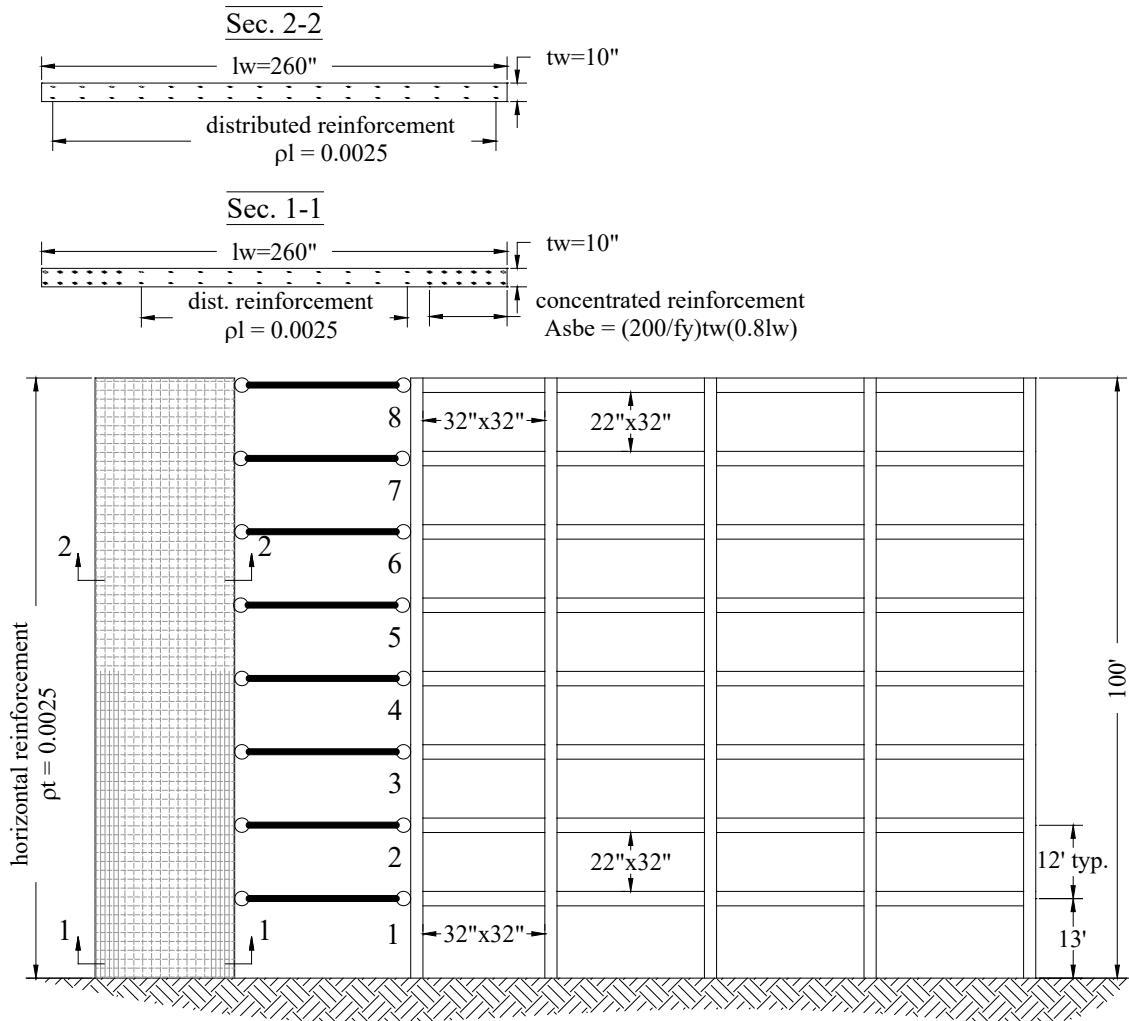 Sec. 2-2
lw=260"
tw=10"
distributed reinforcement
ρl = 0.0025
Sec. 1-1
lw=260"
tw=10"
dist. reinforcement
ρl = 0.0025
concentrated reinforcement
Asbe = (200/fy)tw(0.8lw)
8
32"x32"
22"x32"
7
2
2
6
5
horizontal reinforcement
ρt = 0.0025
4
100'
3
2
22"x32"
12' typ.
1
1
1
32"x32"
13'